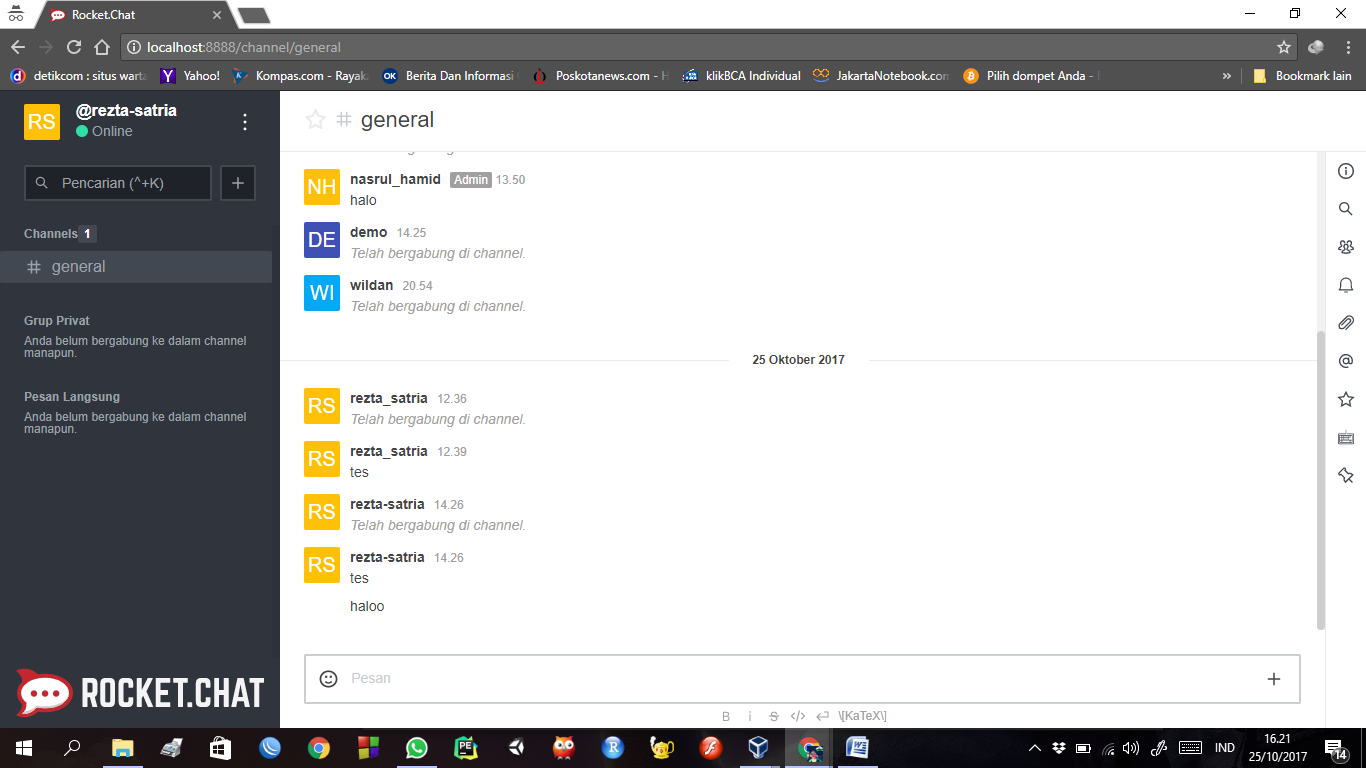 Rocket.Chat
localhost:8888/channel/general
detikcom : situs warta
Yahoo!
Kompas.com - Rayaka
OK
Berita Dan Informasi
Poskotanews.com - H
klikBCA Individual
JakartaNotebook.com
Pilih dompet Anda -
»
Bookmark lain
RS
@rezta-satria
Online
Pencarian (^+K)
Channels 1
general
Grup Privat
Anda belum bergabung ke dalam channel
manapun.
Pesan Langsung
Anda belum bergabung ke dalam channel
manapun.
ROCKET.CHAT
# general
NH
nasrul_hamid Admin 13.50
halo
DE
demo 14.25
Telah bergabung di channel.
WI
wildan 20.54
Telah bergabung di channel.
25 Oktober 2017
RS
rezta_satria 12.36
Telah bergabung di channel.
RS
rezta_satria 12.39
tes
RS
rezta-satria 14.26
Telah bergabung di channel.
RS
rezta-satria 14.26
tes
haloo
Pesan
B i S </> \[KaTeX\]
IND
16.21
25/10/2017
14